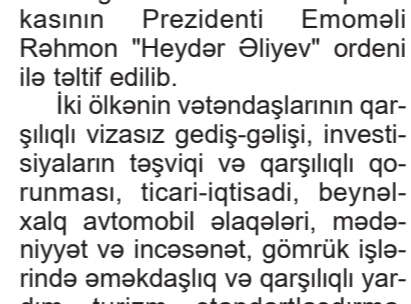 kasının Prezidenti Emoməli
Rəhmon "Heydər Əliyev" ordeni
ilə təltif edilib.
İki ölkənin vətəndaşlarının qar-
şılıqlı vizasız gediş-gəlişi, investi-
siyaların təşviqi və qarşılıqlı qo-
runması, ticari-iqtisadi, beynəl-
xalq avtomobil əlaqələri, mədə-
niyyət və incəsənət, gömrük işlə-
rində əməkdaşlıq və qarşılıqlı yar-